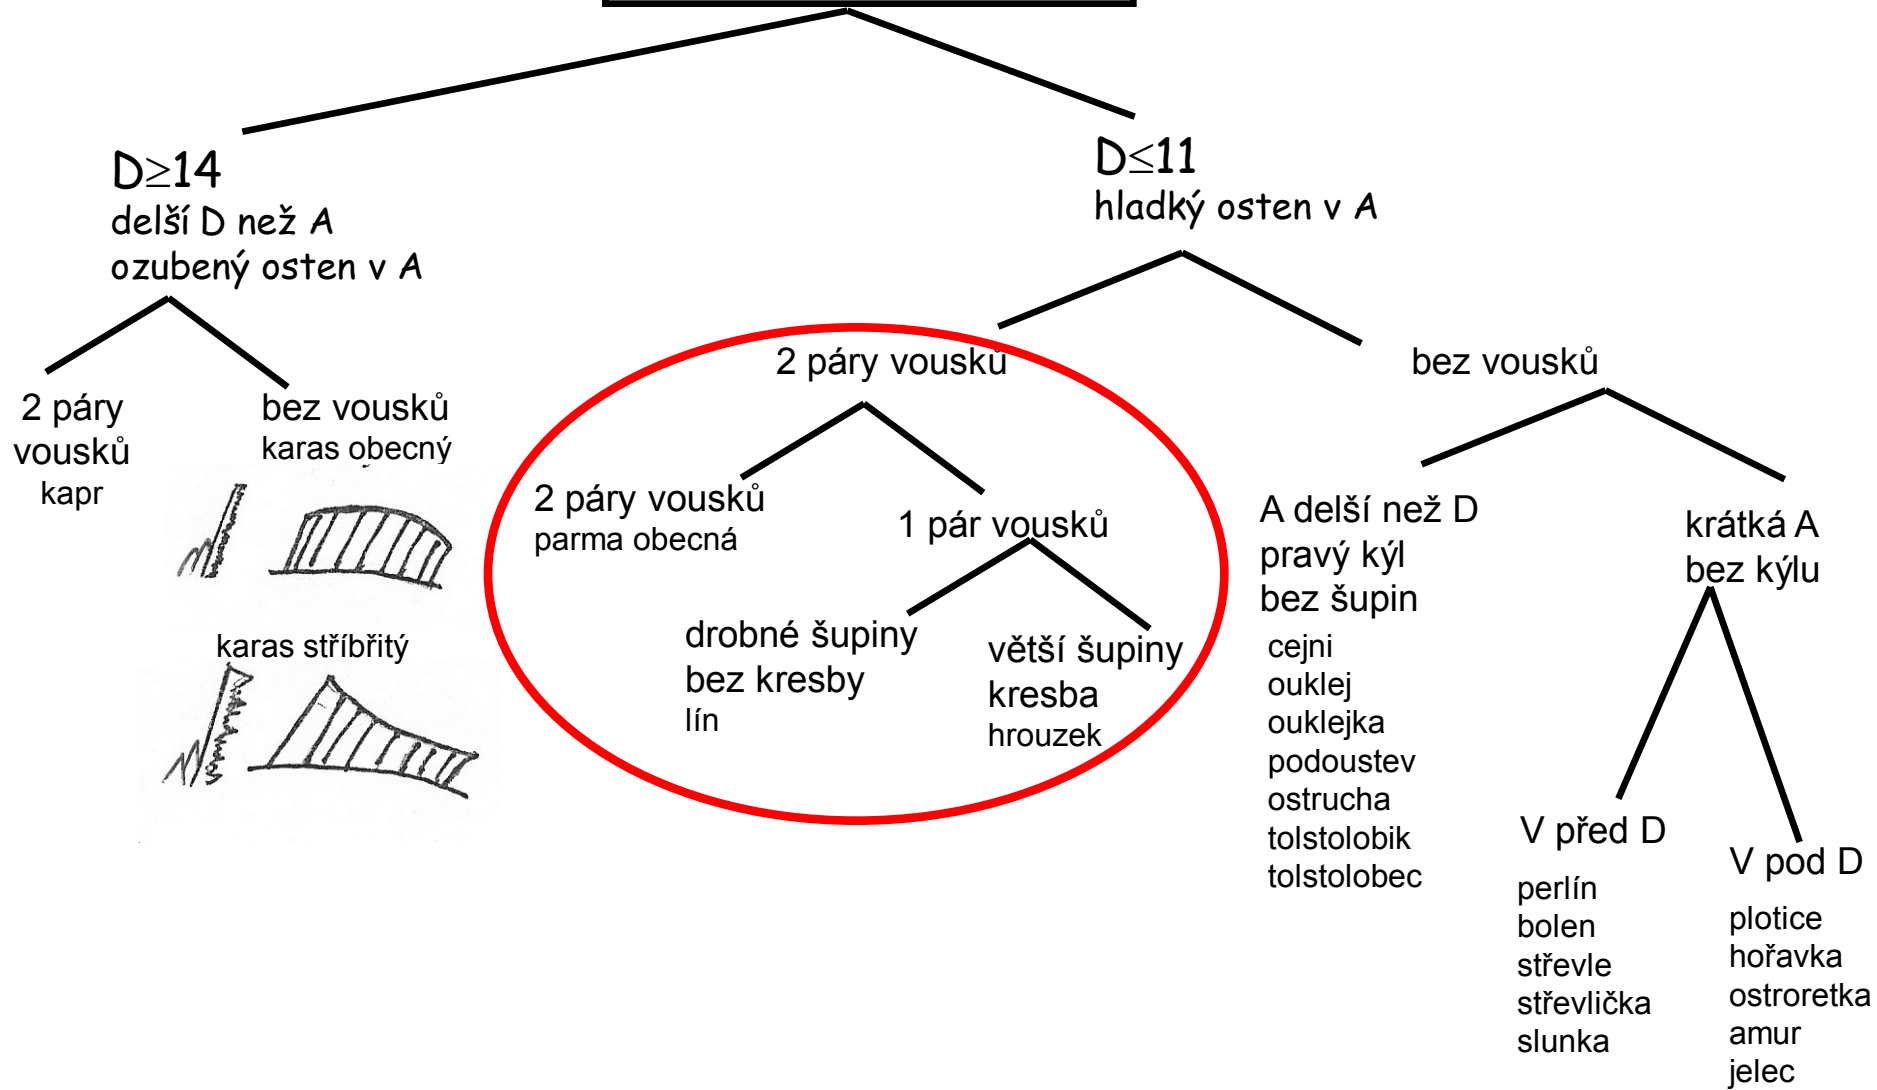 D≥14
delší D než A
ozubený osten v A
D≤11
hladký osten v A
2 páry
vousků
kapr
bez vousků
karas obecný
karas stříbřitý
2 páry vousků
2 páry vousků
parma obecná
1 pár vousků
drobné šupiny
bez kresby
lín
větší šupiny
kresba
hrouzek
bez vousků
A delší než D
pravý kýl
bez šupin
cejni
ouklej
ouklejka
podoustev
ostrucha
tolstolobik
tolstolobec
krátká A
bez kýlu
V před D
perlín
bolen
střevle
střevlička
slunka
V pod D
plotice
hořavka
ostroretka
amur
jelec